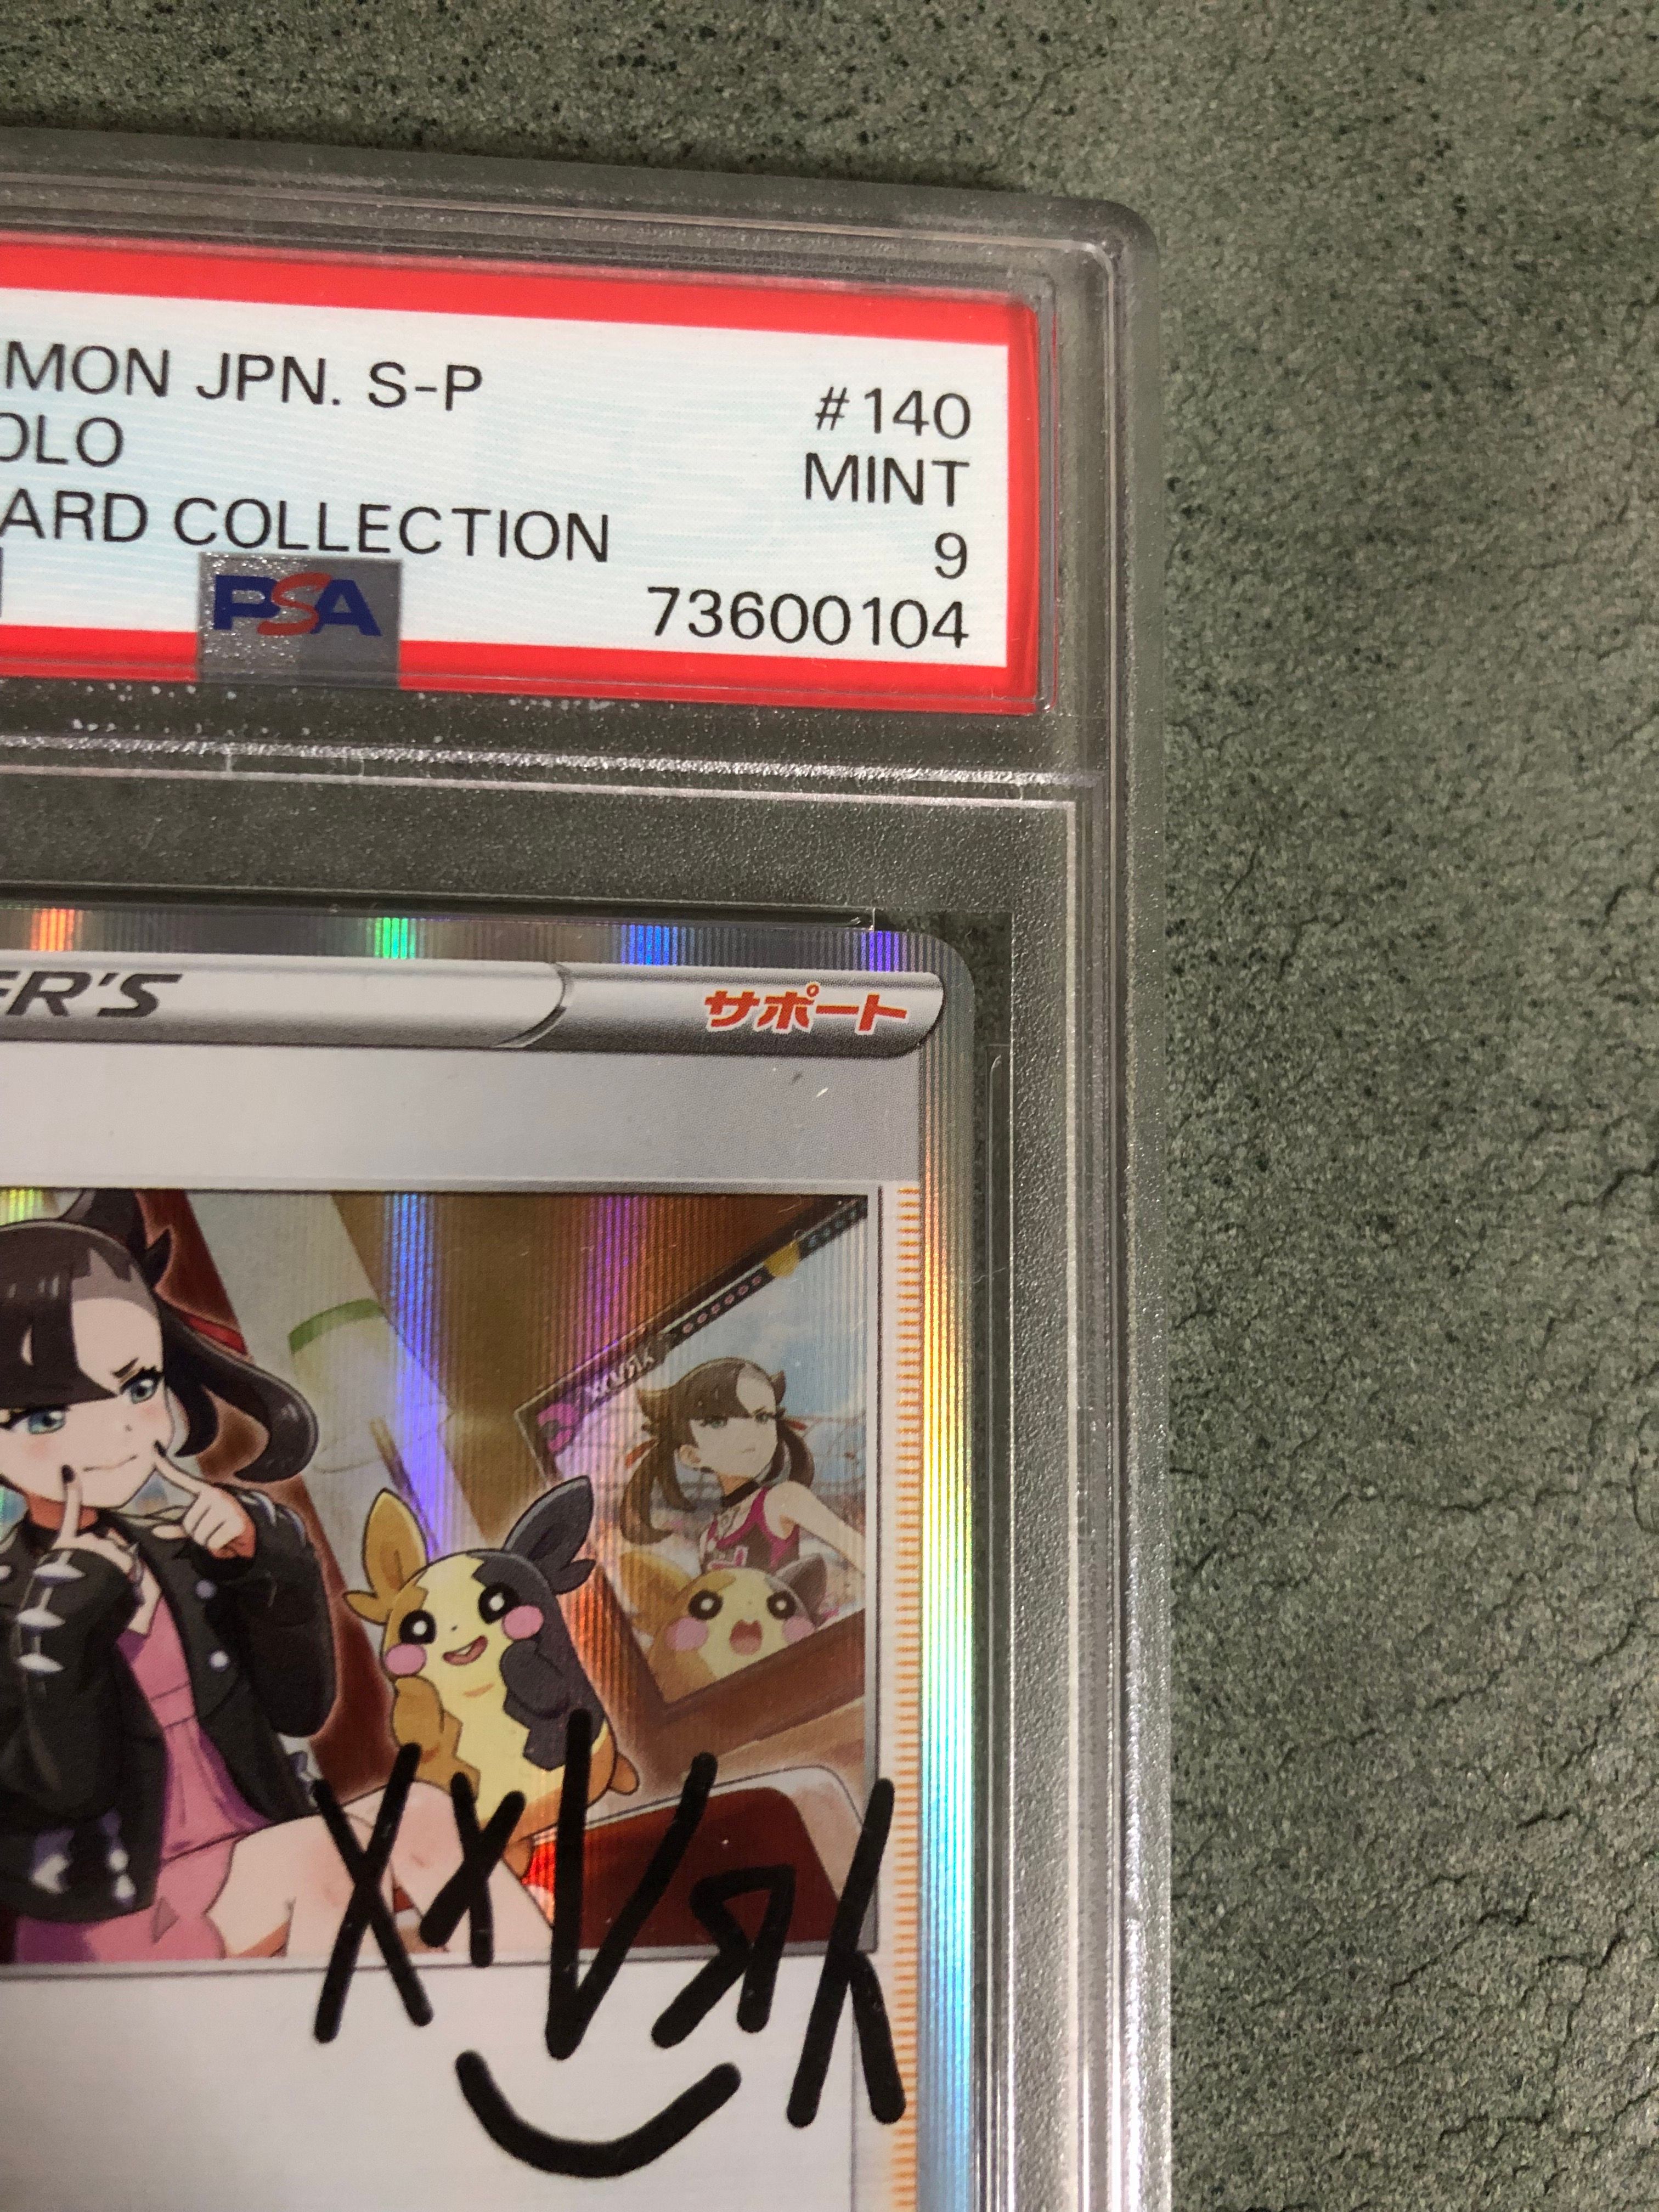 MON JPN. S-P
#140
OLO
MINT
ARD COLLECTION
9
PSA
73600104
ER'S
サポート